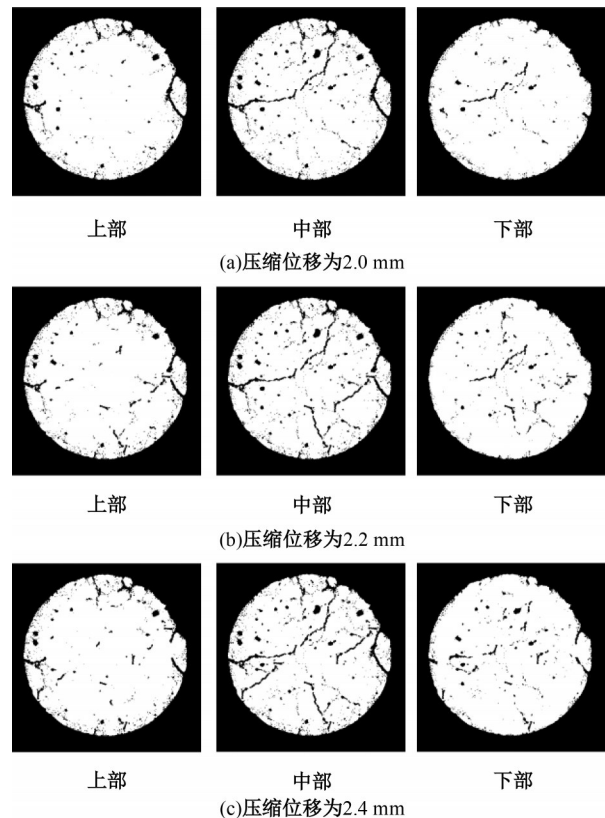 上部 中部 下部
(a)压缩位移为2.0 mm
上部 中部 下部
(b)压缩位移为2.2 mm
上部 中部 下部
(c)压缩位移为2.4 mm